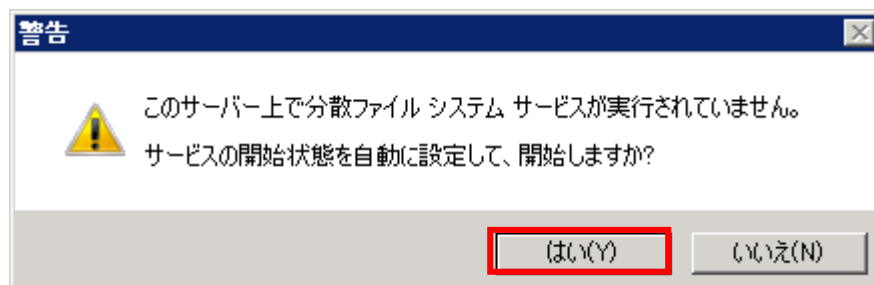 警告
このサーバー上で分散ファイル システム サービスが実行されていません。
サービスの開始状態を自動に設定して、開始しますか?
はい(Y) いいえ(N)